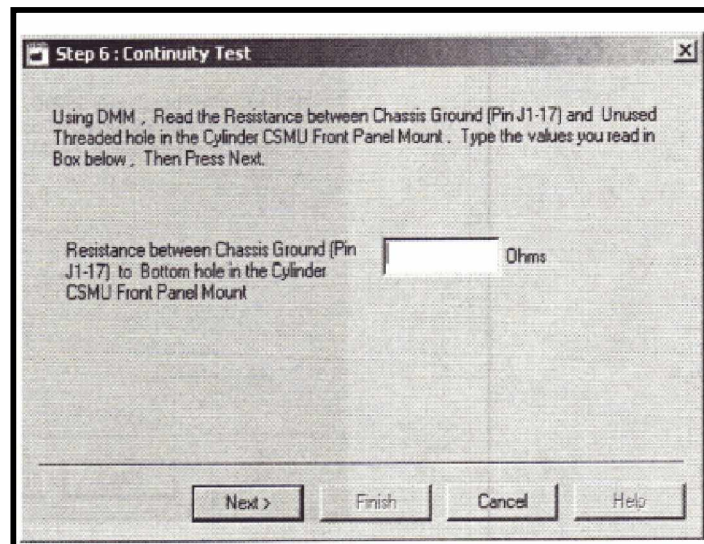 Step 6 : Continuity Test
Using DMM , Read the Resistance between Chassis Ground (Pin J1-17) and Unused
Threaded hole in the Cylinder CSMU Front Panel Mount . Type the values you read in
Box below . Then Press Next.
Resistance between Chassis Ground (Pin
J1-17) to Bottom hole in the Cylinder
CSMU Front Panel Mount
Ohms
Next >
Finish
Cancel
Help